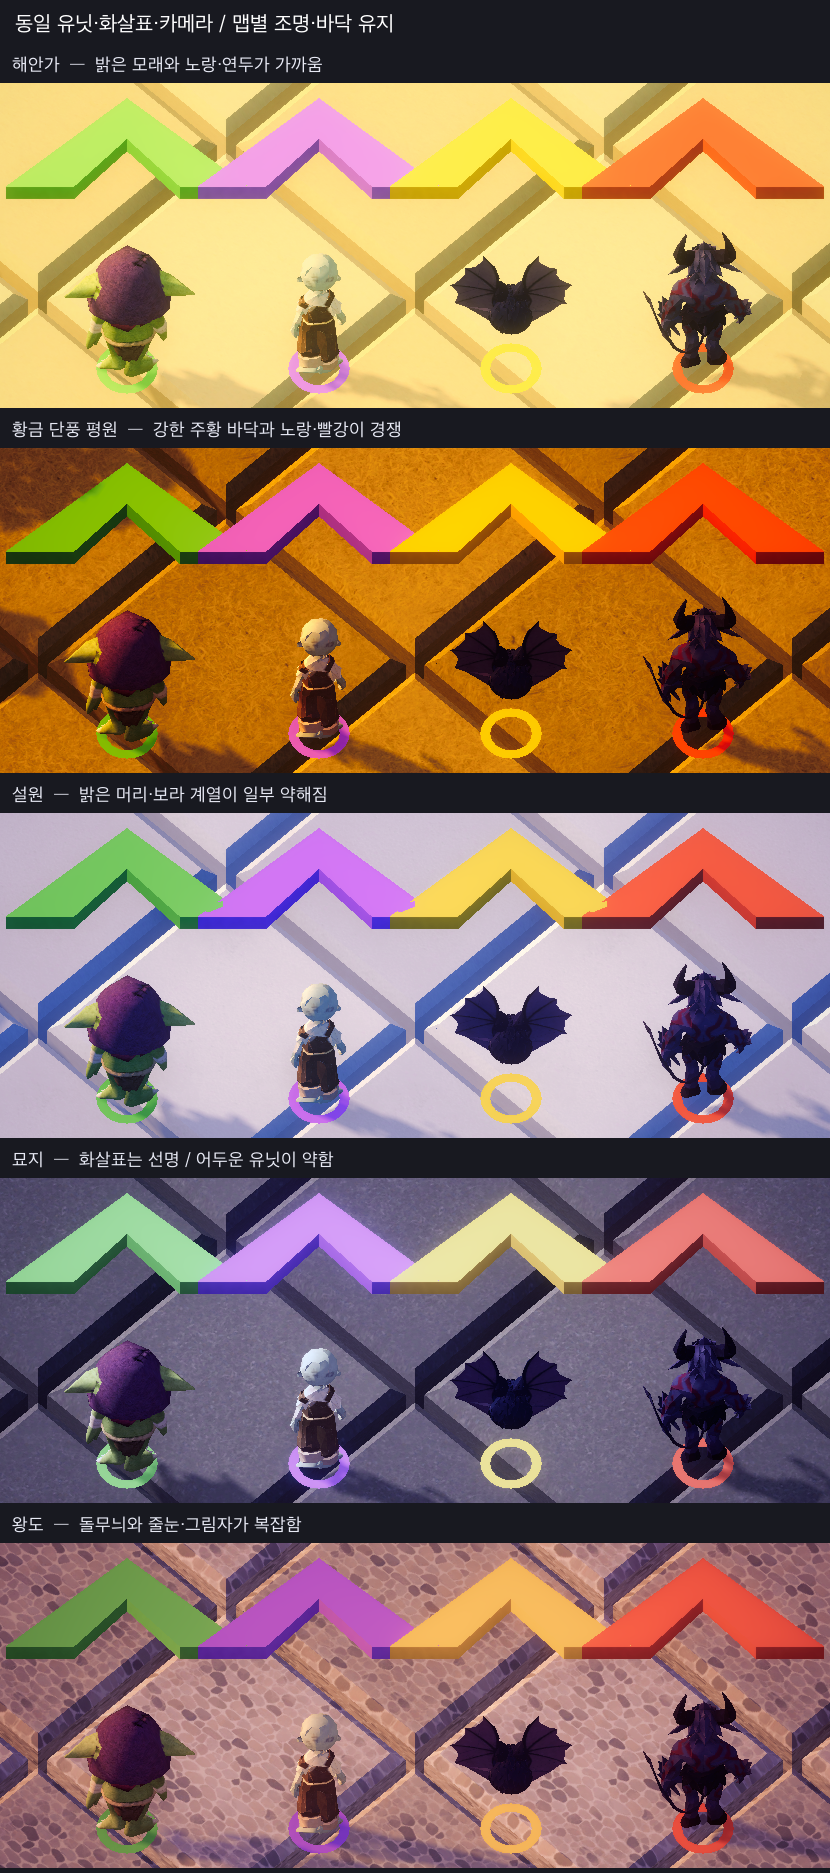 동일 유닛·화살표·카메라 / 맵별 조명·바닥 유지
해안가 — 밝은 모래와 노랑·연두가 가까움
황금 단풍 평원 — 강한 주황 바닥과 노랑·빨강이 경쟁
설원 — 밝은 머리·보라 계열이 일부 약해짐
묘지 — 화살표는 선명 / 어두운 유닛이 약함
왕도 — 돌무늬와 줄눈·그림자가 복잡함